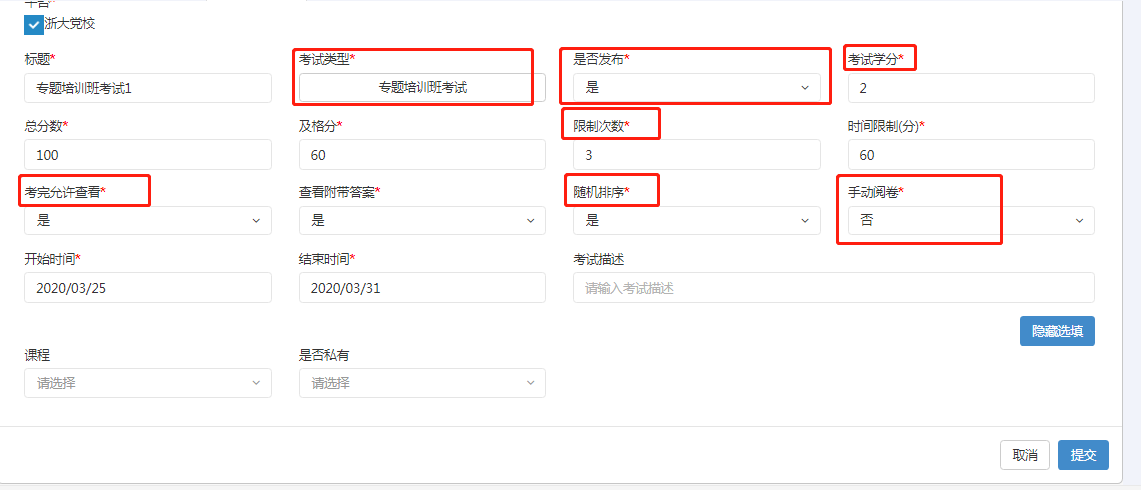 平台*
浙大党校
标题* 考试类型* 是否发布* 考试学分*
专题培训班考试1 专题培训班考试 是 2
总分数* 及格分* 限制次数* 时间限制(分)*
100 60 3 60
考完允许查看* 查看附带答案* 随机排序* 手动阅卷*
是 是 是 否
开始时间* 结束时间* 考试描述
2020/03/25 2020/03/31 请输入考试描述
隐藏选填
课程 是否私有
请选择 请选择
取消 提交